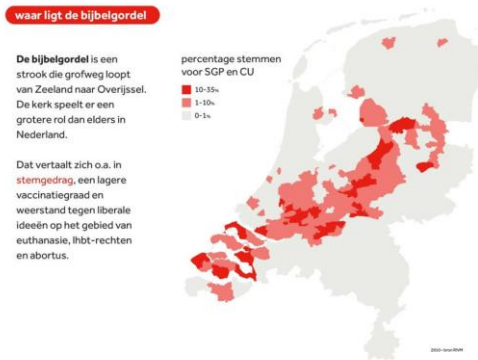 waar ligt de bijbelgordel
De bijbelgordel is een
strook die grofweg loopt
van Zeeland naar Overijssel.
De kerk speelt er een
grotere rol dan elders in
Nederland.
Dat vertaalt zich o.a. in
stemgedrag, een lagere
vaccinatiegraad en
weerstand tegen liberale
ideeën op het gebied van
euthanasie, lhbt-rechten
en abortus.
percentage stemmen
voor SGP en CU
10-35%
1-10%
0-1%